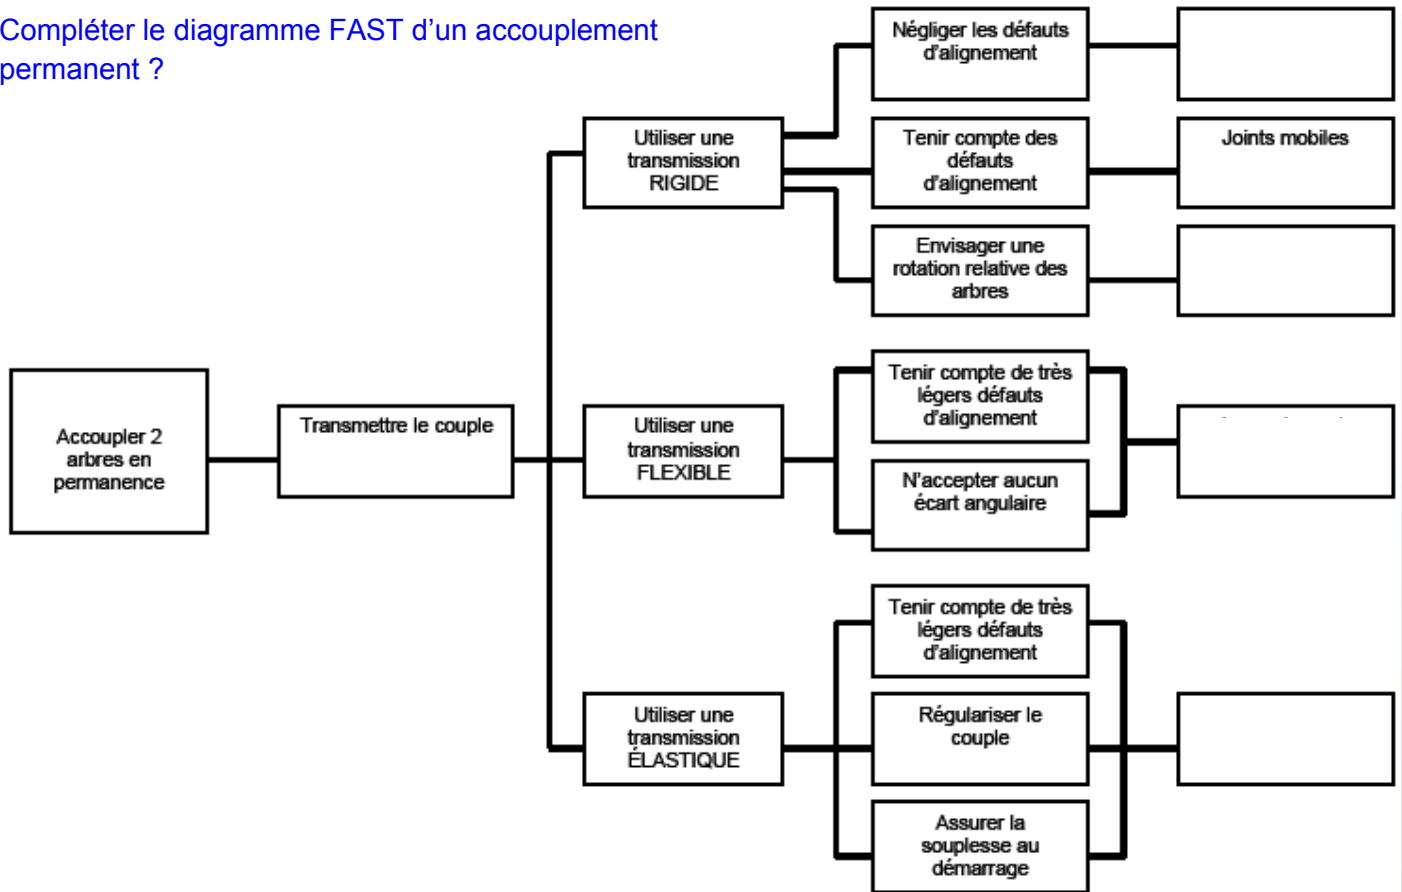 Compléter le diagramme FAST d’un accouplement
permanent ?
Négliger les défauts
d’alignement
Utiliser une
transmission
RIGIDE
Tenir compte des
défauts
d’alignement
Joints mobiles
Envisager une
rotation relative des
arbres
Accoupler 2
arbres en
permanence
Transmettre le couple
Utiliser une
transmission
FLEXIBLE
Tenir compte de très
légers défauts
d’alignement
N’accepter aucun
écart angulaire
Utiliser une
transmission
ÉLASTIQUE
Tenir compte de très
légers défauts
d’alignement
Régulariser le
couple
Assurer la
souplesse au
démarrage